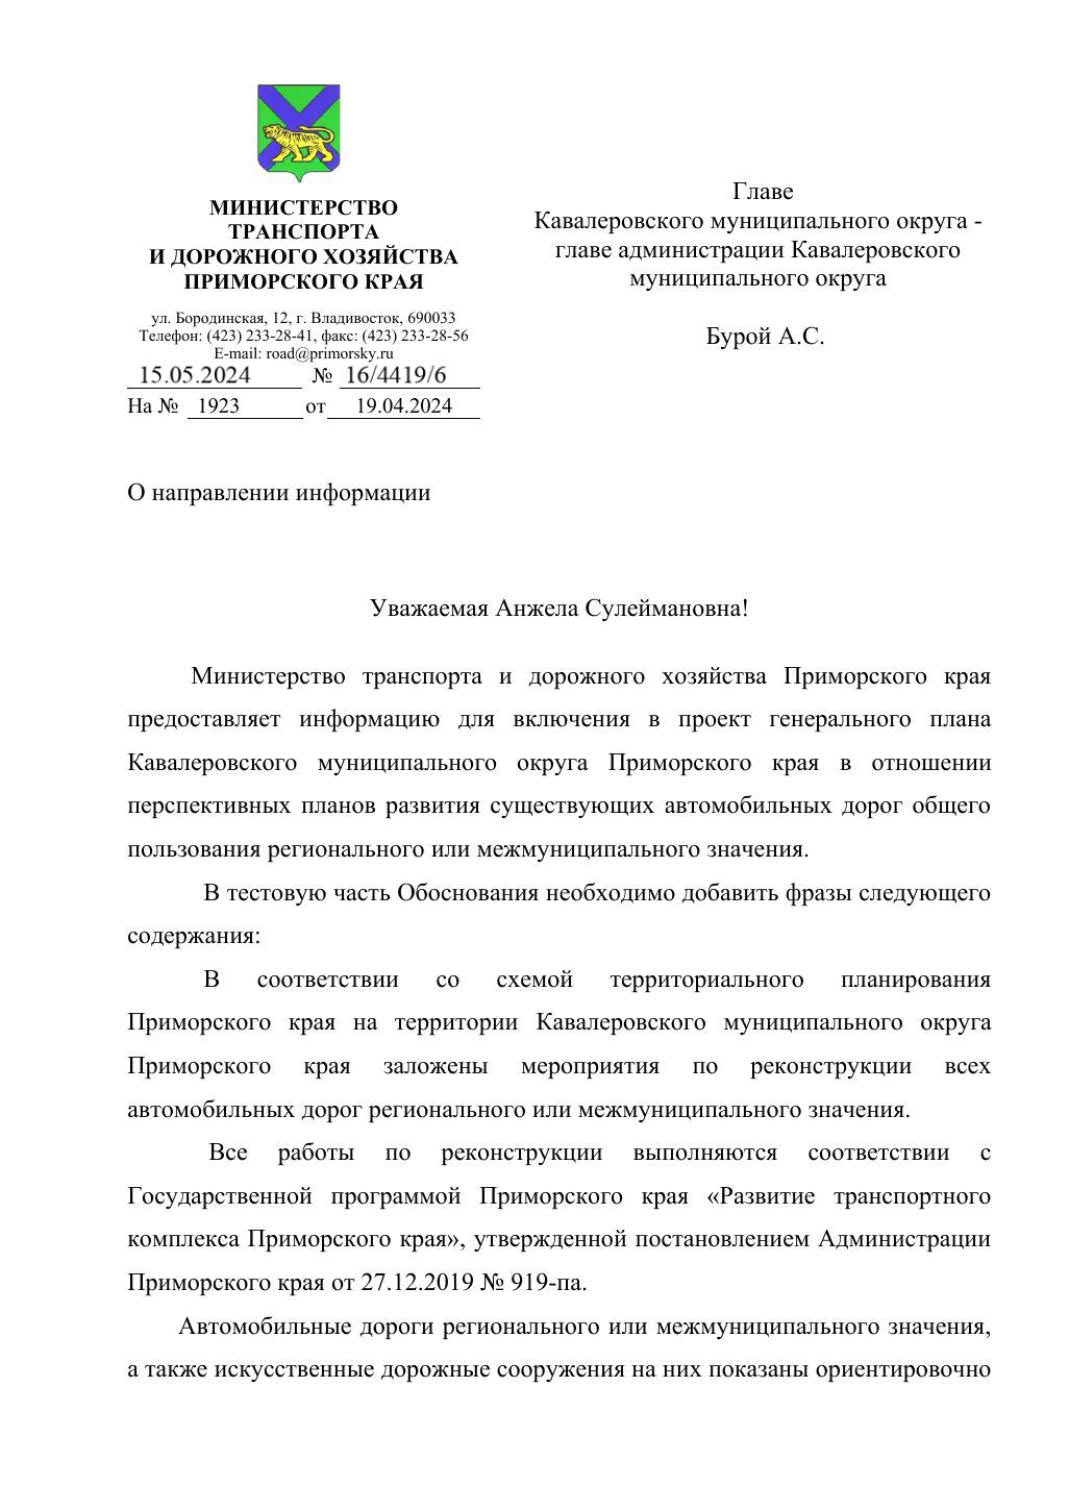 МИНИСТЕРСТВО
ТРАНСПОРТА
И ДОРОЖНОГО ХОЗЯЙСТВА
ПРИМОРСКОГО КРАЯ
ул. Бородинская, 12, г. Владивосток, 690033
Телефон: (423) 233-28-41, факс: (423) 233-28-56
E-mail: road@primorsky.ru
15.05.2024 № 16/4419/6
На № 1923 от 19.04.2024
Главе
Кавалеровского муниципального округа -
главе администрации Кавалеровского
муниципального округа
Бурой А.С.
О направлении информации
Уважаемая Анжела Сулеймановна!
Министерство транспорта и дорожного хозяйства Приморского края
предоставляет информацию для включения в проект генерального плана
Кавалеровского муниципального округа Приморского края в отношении
перспективных планов развития существующих автомобильных дорог общего
пользования регионального или межмуниципального значения.
В тестовую часть Обоснования необходимо добавить фразы следующего
содержания:
В соответствии со схемой территориального планирования
Приморского края на территории Кавалеровского муниципального округа
Приморского края заложены мероприятия по реконструкции всех
автомобильных дорог регионального или межмуниципального значения.
Все работы по реконструкции выполняются соответствии с
Государственной программой Приморского края «Развитие транспортного
комплекса Приморского края», утвержденной постановлением Администрации
Приморского края от 27.12.2019 № 919-па.
Автомобильные дороги регионального или межмуниципального значения,
а также искусственные дорожные сооружения на них показаны ориентировочно